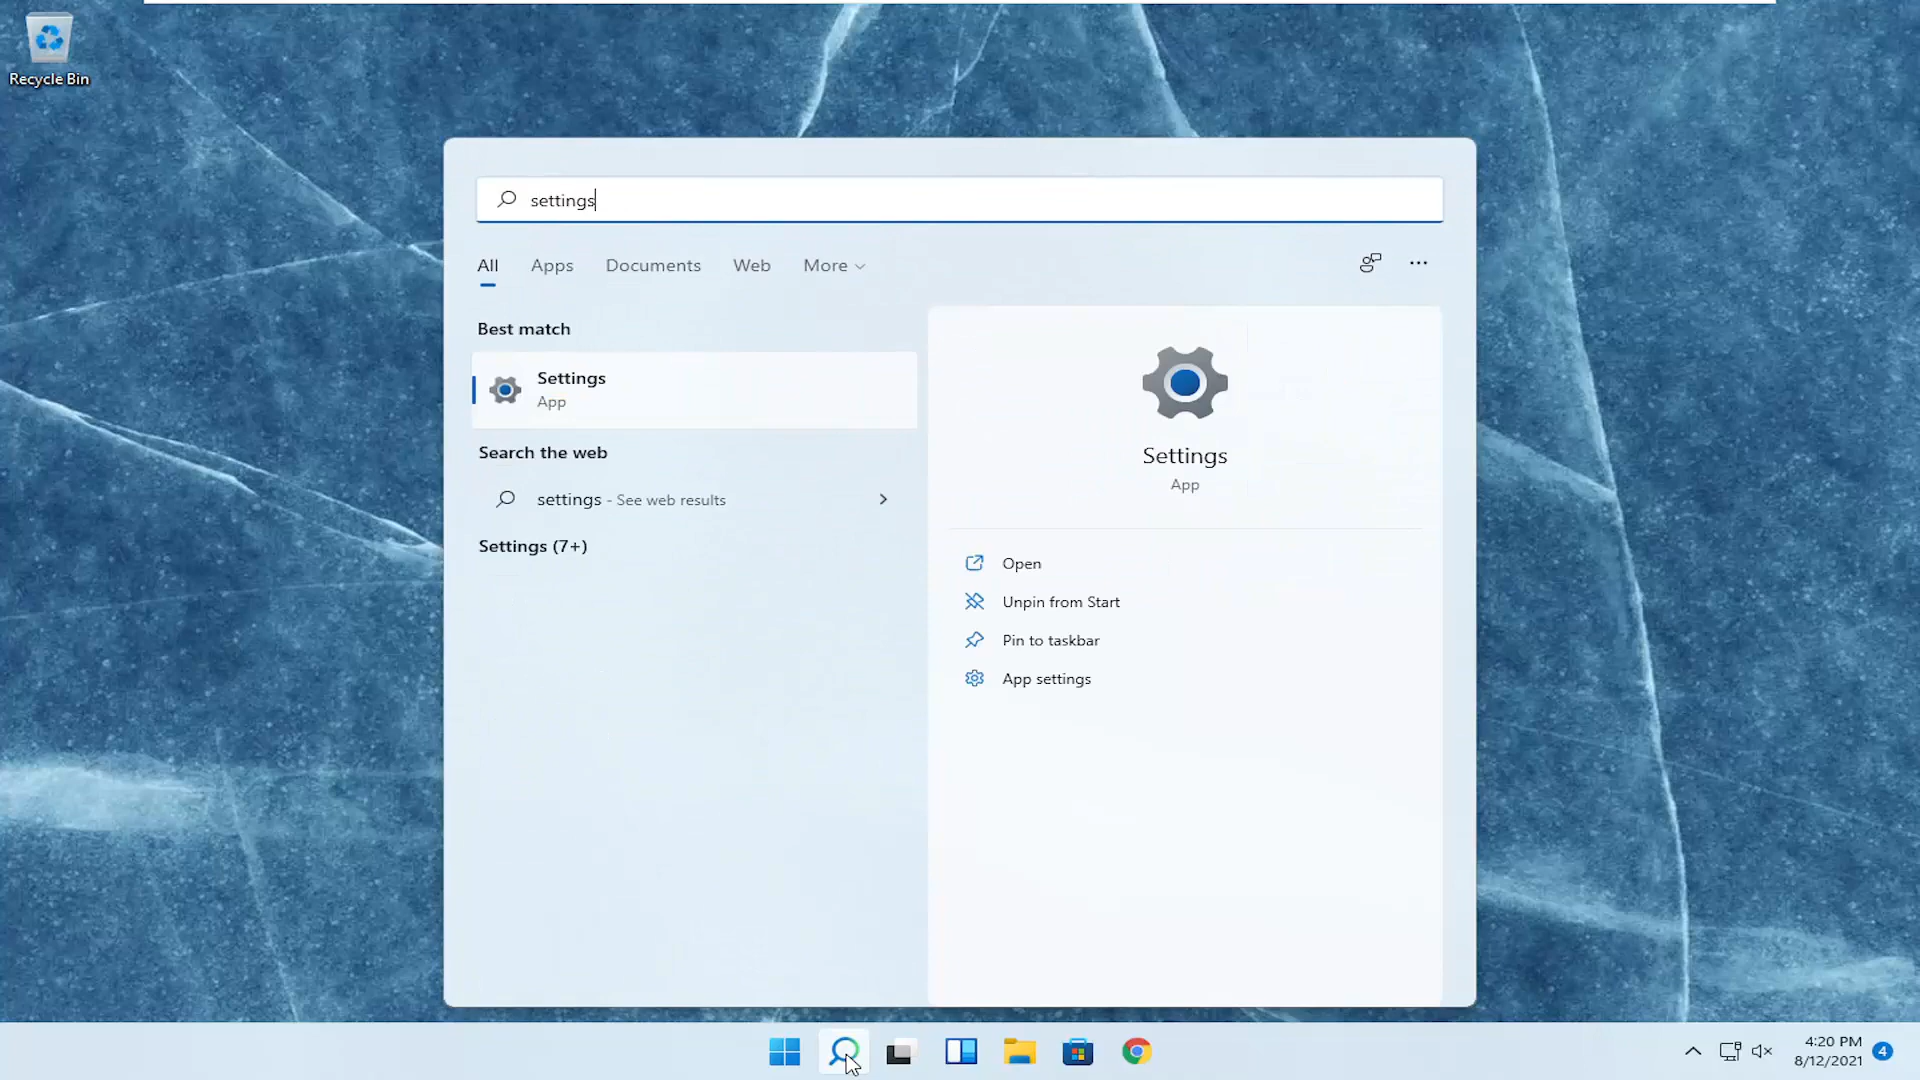 Recycle Bin
settings
All Apps Documents Web More
Best match
Settings
App
Search the web
settings - See web results
Settings (7+)
Settings
App
Open
Unpin from Start
Pin to taskbar
App settings
4:20 PM
8/12/2021
4